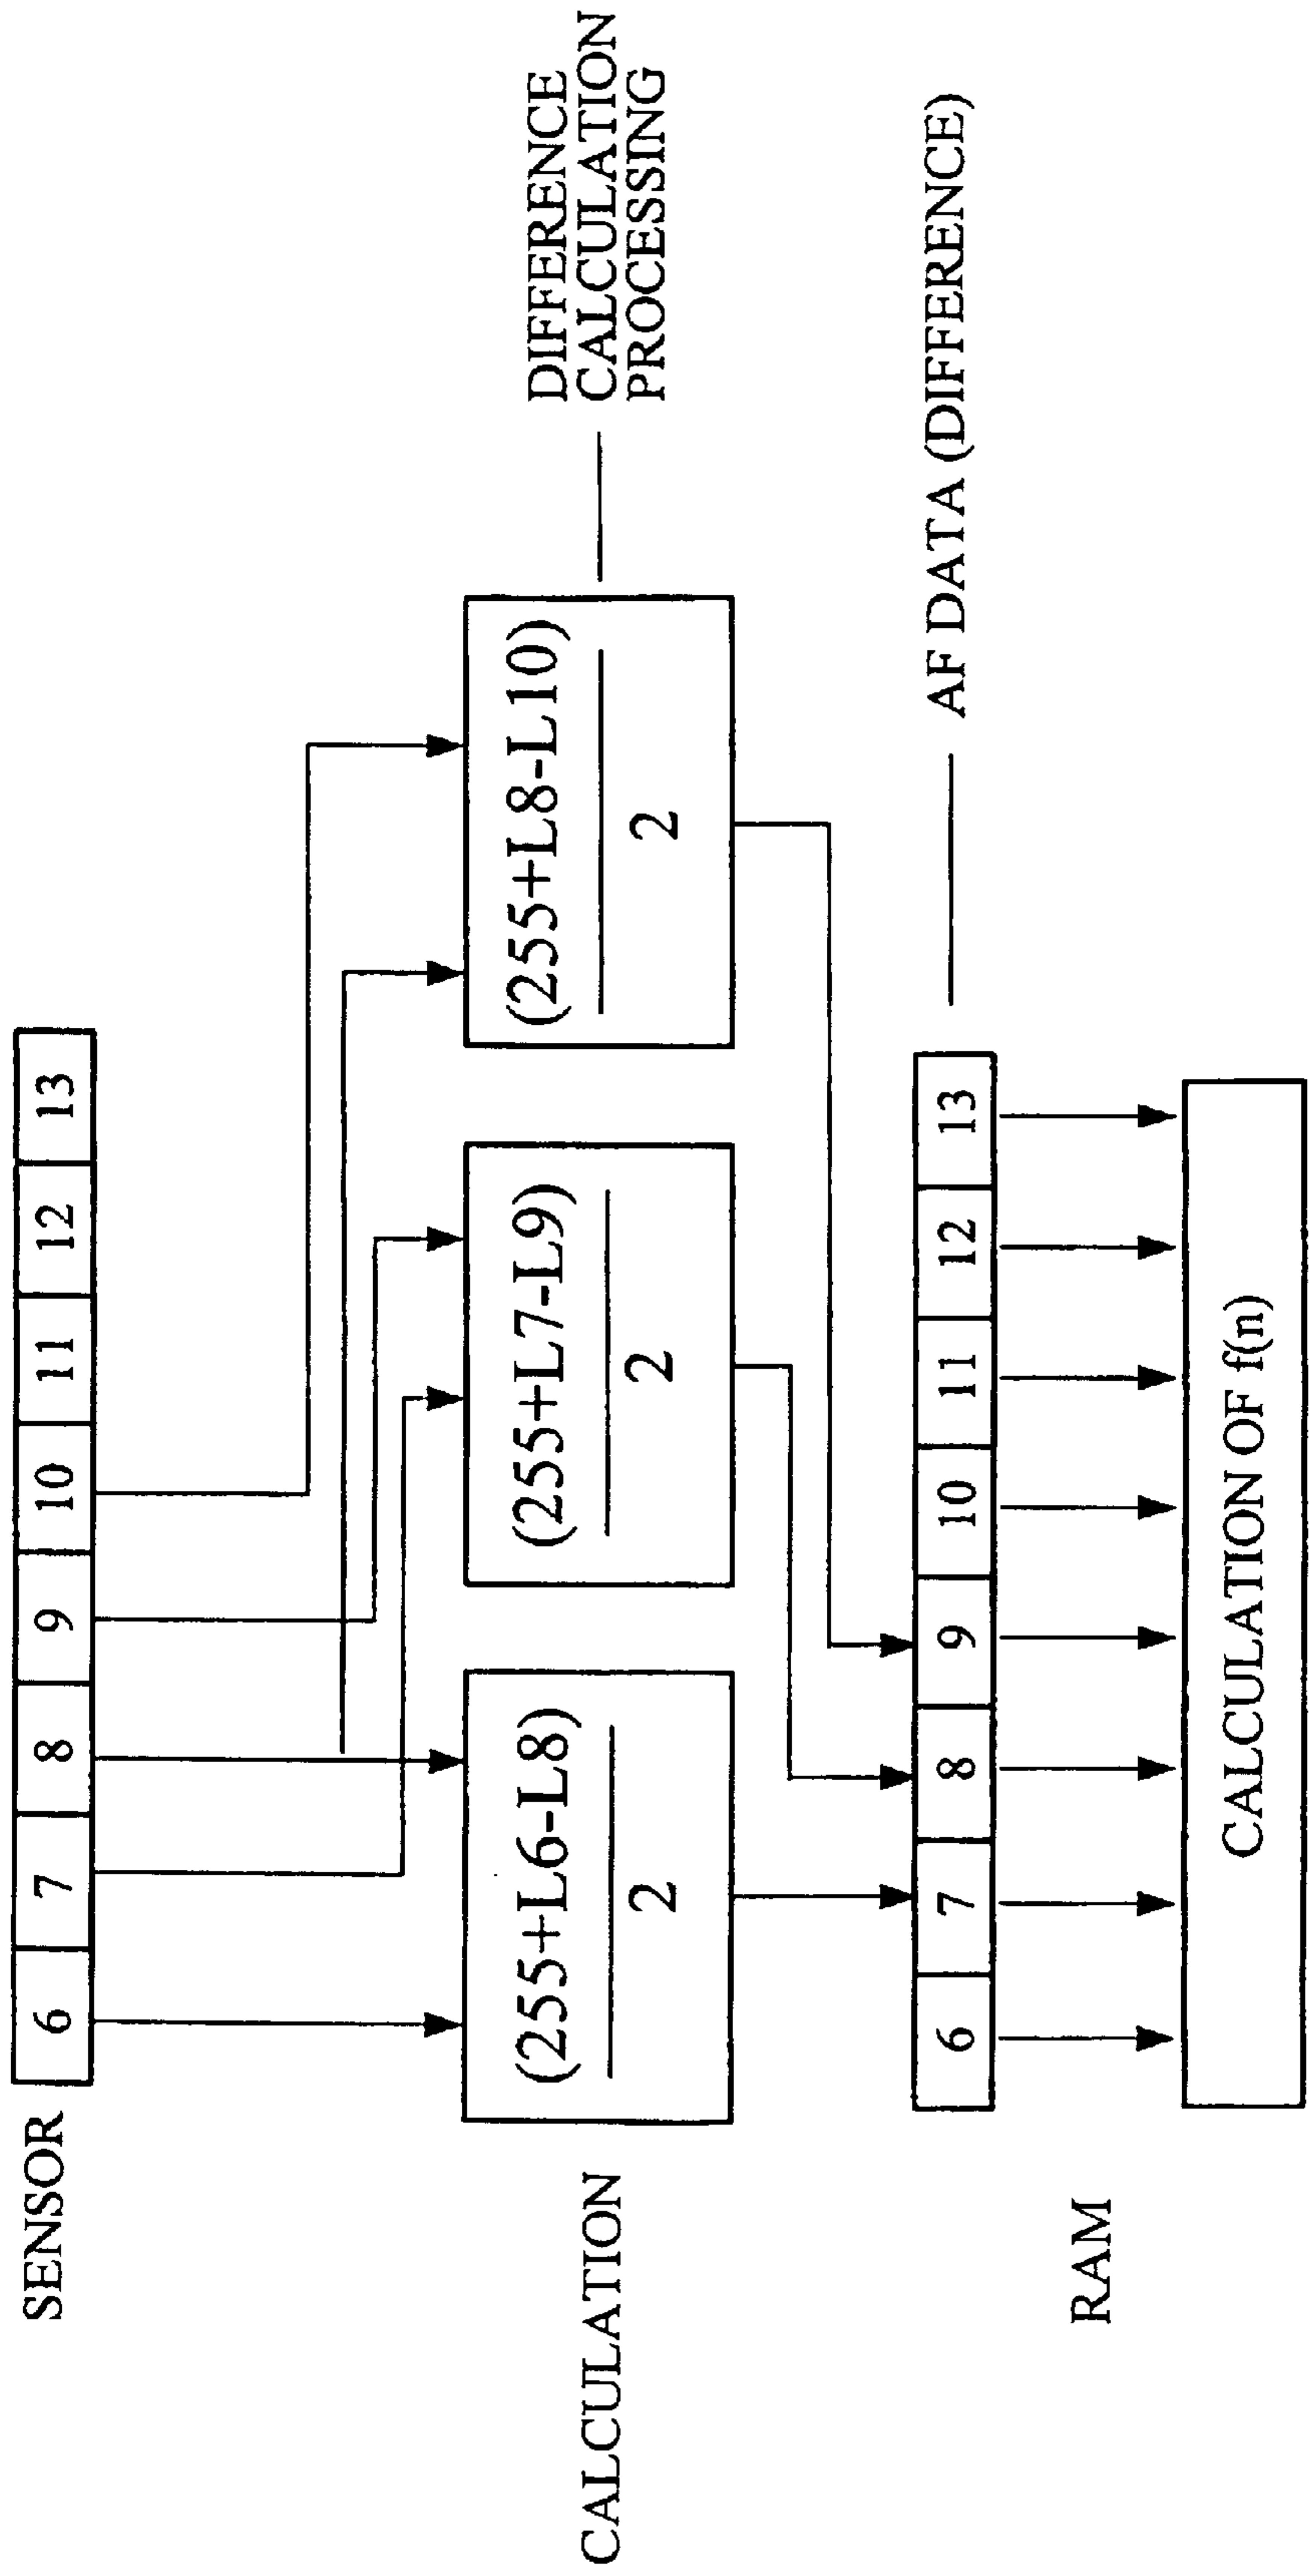 SENSOR
6 7 8 9 10 11 12 13
CALCULATION
(255+L6-L8)
2
(255+L7-L9)
2
(255+L8-L10)
2
DIFFERENCE
CALCULATION
PROCESSING
6 7 8 9 10 11 12 13
AF DATA (DIFFERENCE)
RAM
CALCULATION OF f(n)